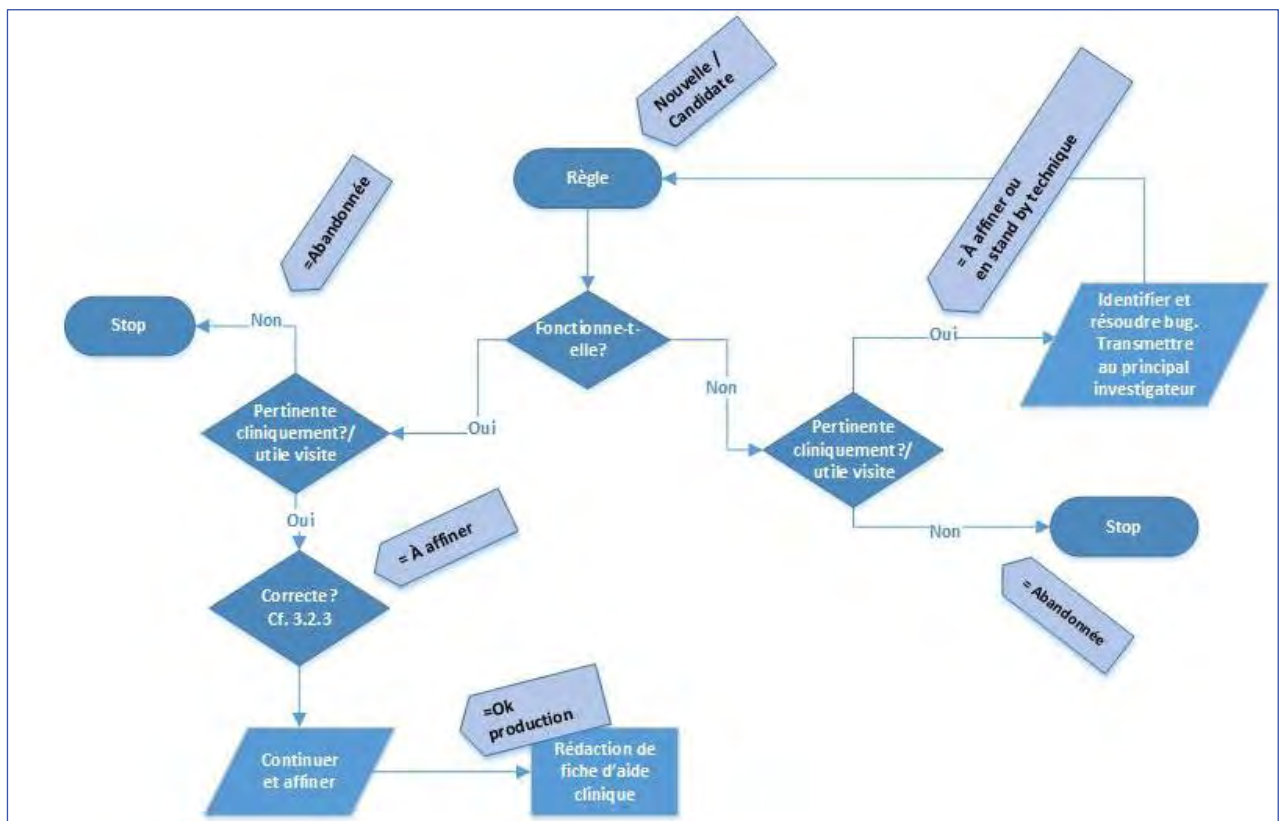 Nouvelle /
Candidate
Règle
= À affiner ou
en stand by technique
=Abandonnée
Stop
Non
Fonctionne-t-
elle?
Oui
Identifier et
résoudre bug.
Transmettre
au principal
investigateur
Non
Pertinente
cliniquement?/
utile visite
Oui
Pertinente
cliniquement?/
utile visite
Oui
= À affiner
Non
Stop
= Abandonnée
Correcte?
Cf. 3.2.3
=Ok
production
Continuer
et affiner
Rédaction de
fiche d'aide
clinique